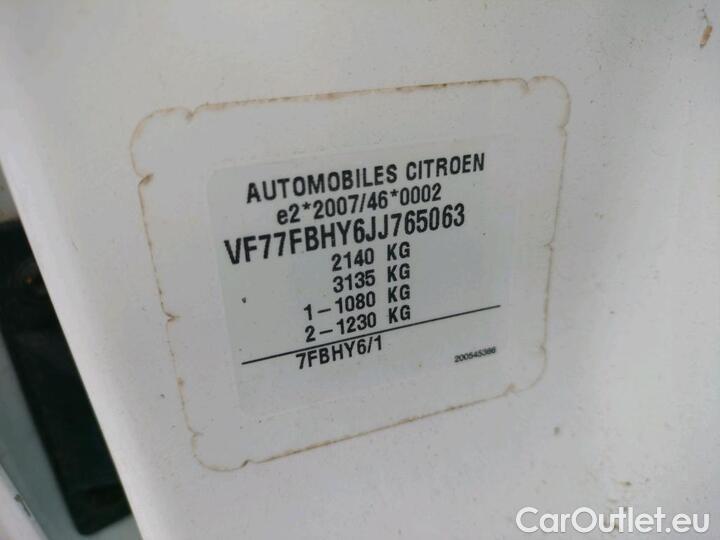 AUTOMOBILES CITROEN
e2*2007/46*0002
VF77FBHY6JJ765063
2140 KG
3135 KG
1-1080 KG
2-1230 KG
7FBHY6/1
200545386
CarOutlet.eu